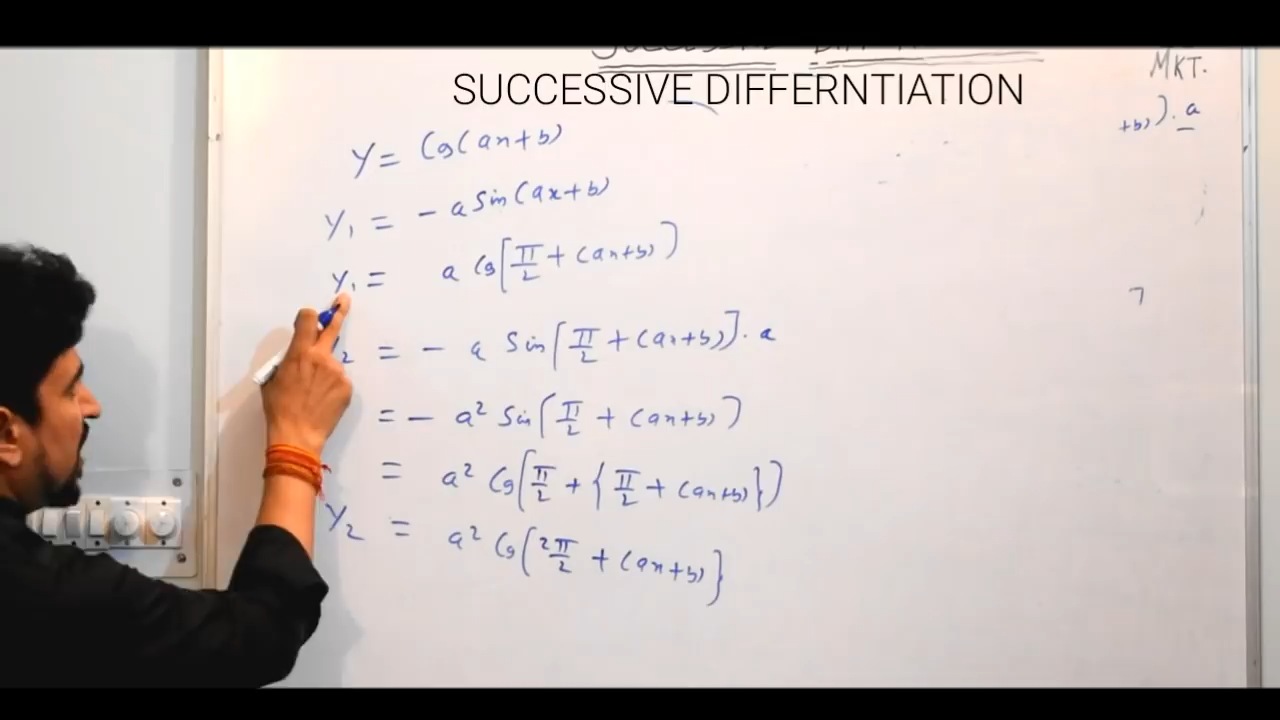 SUCCESSIVE DIFFERNTIATION
MKT.
+b)). a
y = Cos(ax+b)
y₁ = - a Sin(ax+b)
y₁ = a Cos[π/2 + (ax+b)]
y₂ = - a Sin[π/2 + (ax+b)]. a
= - a² Sin[π/2 + (ax+b)]
= a² Cos[π/2 + {π/2 + (ax+b)}]
y₂ = a² Cos{2π/2 + (ax+b)}